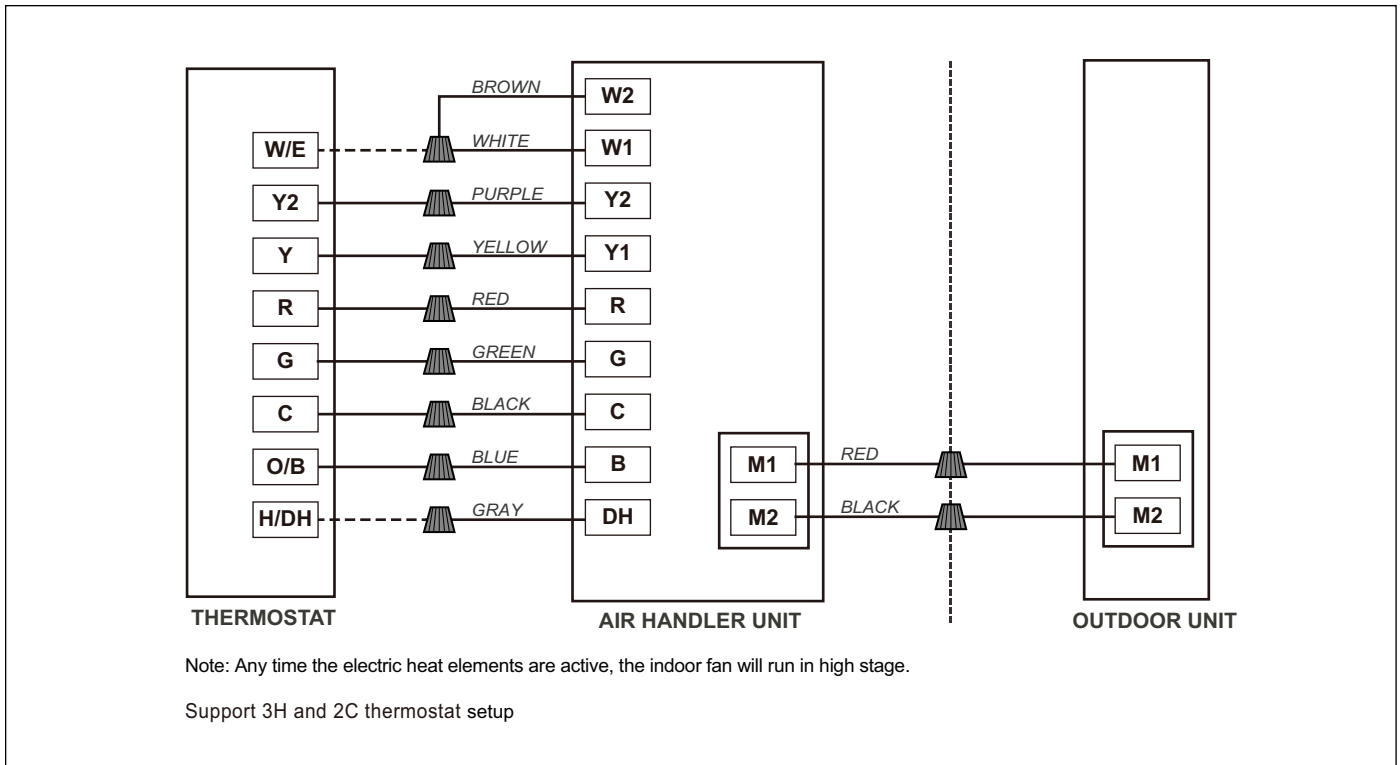 BROWN W2
W/E WHITE W1
Y2 PURPLE Y2
Y YELLOW Y1
R RED R
G GREEN G
C BLACK C
O/B BLUE B M1 RED M1
H/DH GRAY DH M2 BLACK M2
THERMOSTAT AIR HANDLER UNIT OUTDOOR UNIT
Note: Any time the electric heat elements are active, the indoor fan will run in high stage.
Support 3H and 2C thermostat setup